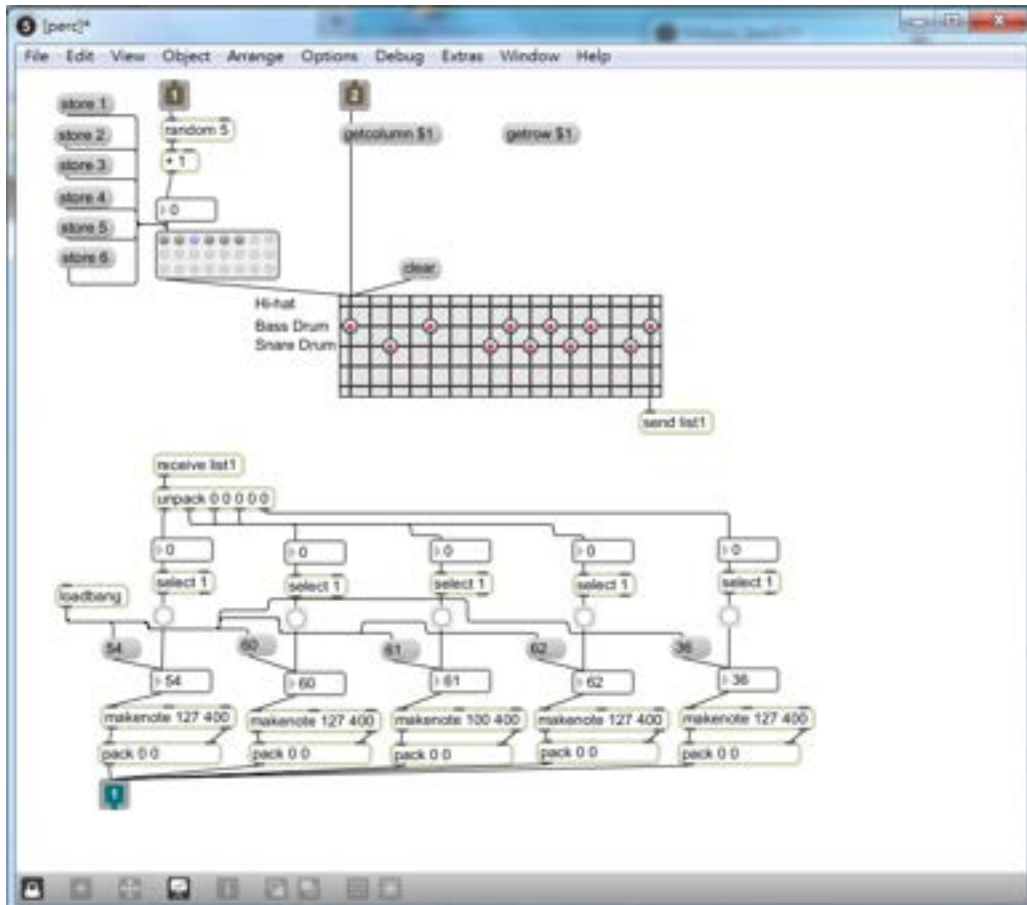 [perc]*
File Edit View Object Arrange Options Debug Extras Window Help
1
2
store 1
random 5
getcolumn $1
getrow $1
store 2
+ 1
store 3
store 4
0
store 5
store 6
clear
Hi-hat
Bass Drum
Snare Drum
send list1
receive list1
unpack 0 0 0 0 0
0 0 0 0 0
select 1 select 1 select 1 select 1 select 1
loadbang
54 60 61 62 36
54 60 61 62 36
makenote 127 400 makenote 127 400 makenote 100 400 makenote 127 400 makenote 127 400
pack 0 0 pack 0 0 pack 0 0 pack 0 0 pack 0 0
1